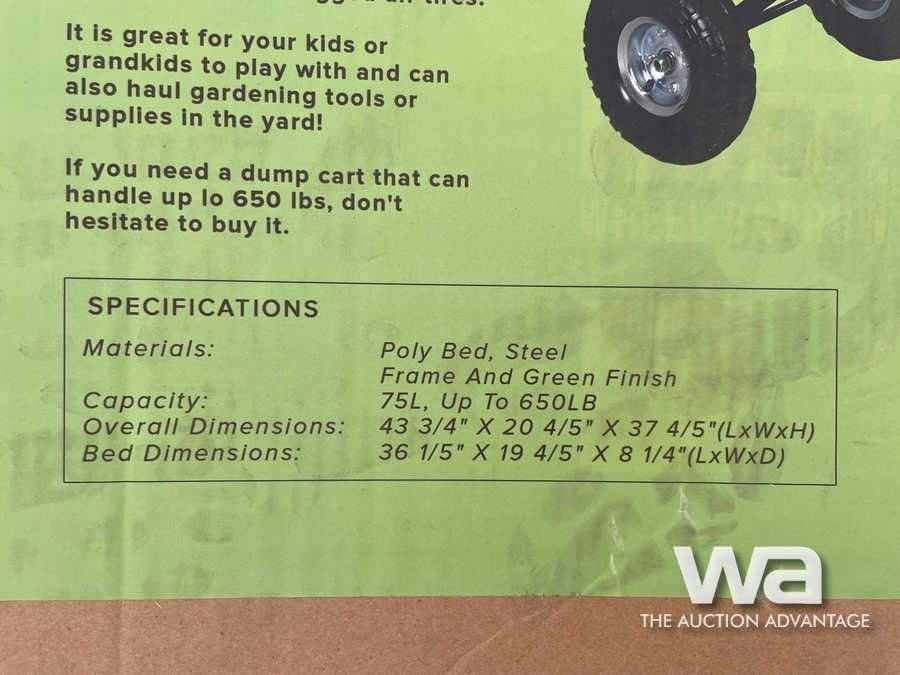 air tires.
It is great for your kids or
grandkids to play with and can
also haul gardening tools or
supplies in the yard!
If you need a dump cart that can
handle up lo 650 lbs, don't
hesitate to buy it.
SPECIFICATIONS
Materials: Poly Bed, Steel
Frame And Green Finish
Capacity: 75L, Up To 650LB
Overall Dimensions: 43 3/4" X 20 4/5" X 37 4/5"(LxWxH)
Bed Dimensions: 36 1/5" X 19 4/5" X 8 1/4"(LxWxD)
wa
THE AUCTION ADVANTAGE